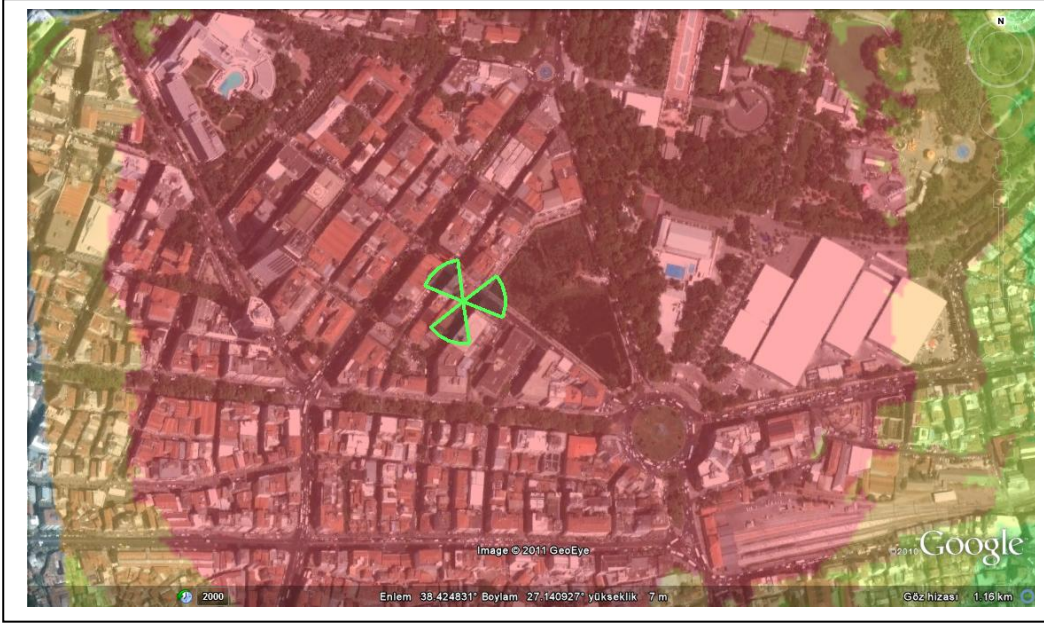 N
Image © 2011 GeoEye
©2010 Google
2000
Enlem 38.424831° Boylam 27.140927° yükseklik 7 m
Göz hizası 1.16 km